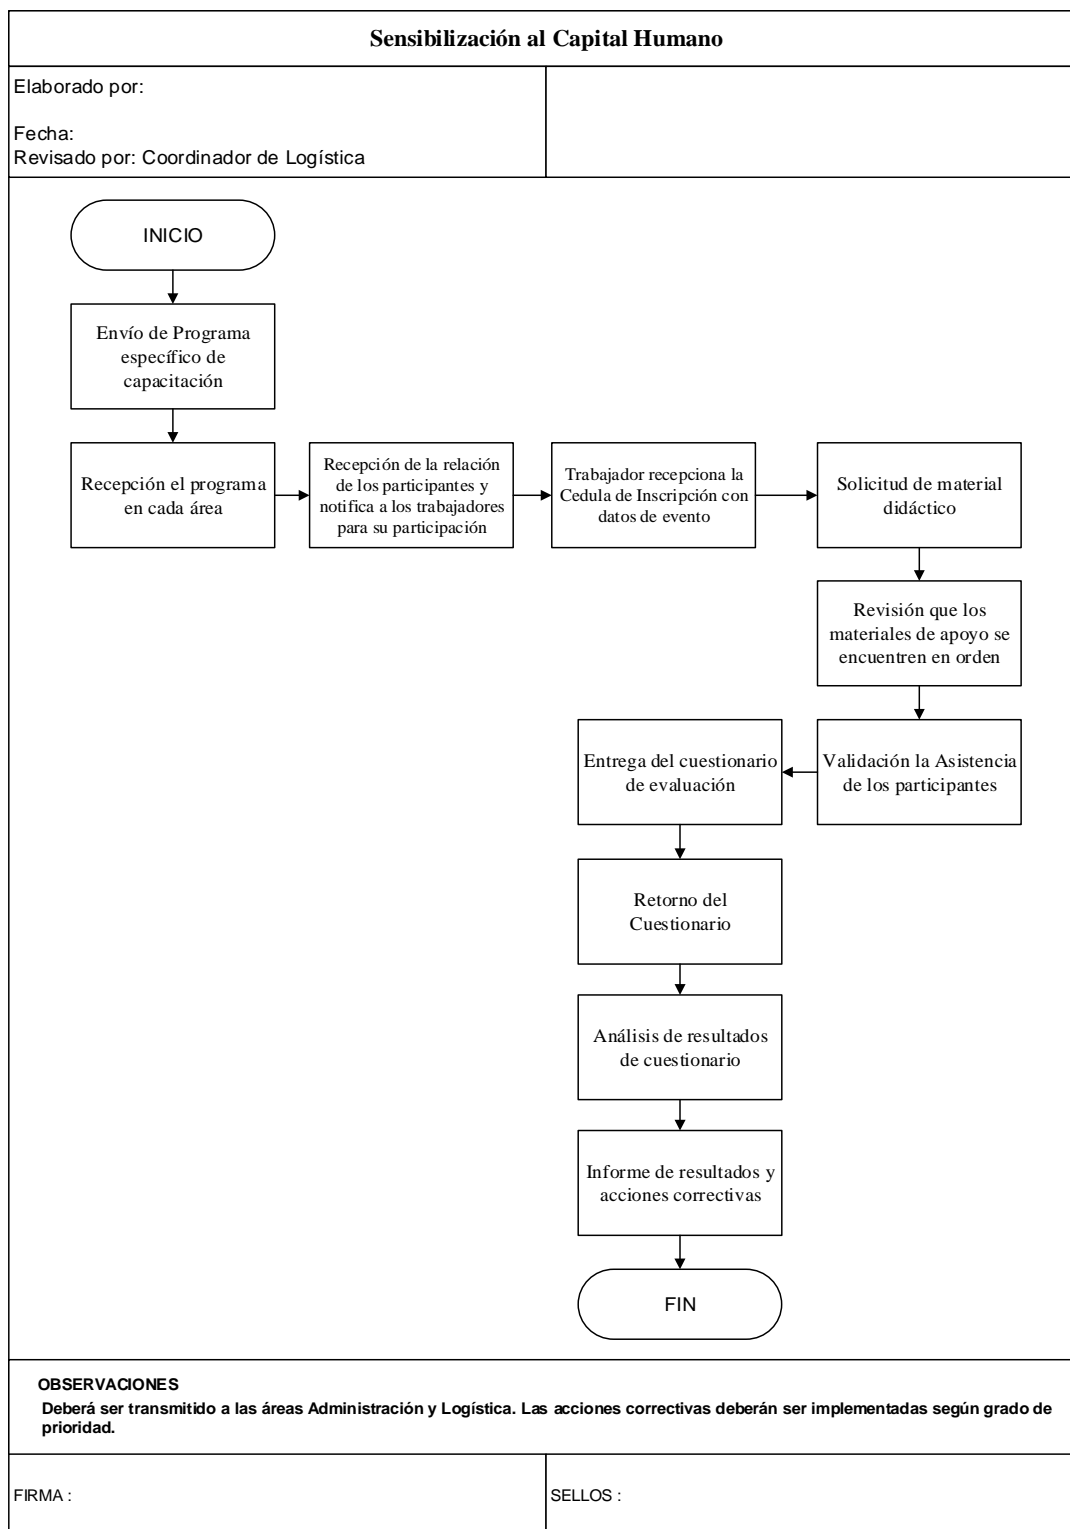 Sensibilización al Capital Humano
Elaborado por:
Fecha:
Revisado por: Coordinador de Logística
INICIO
Envío de Programa
específico de
capacitación
Recepción el programa
en cada área
Recepción de la relación
de los participantes y
notifica a los trabajadores
para su participación
Trabajador recepciona la
Cedula de Inscripción con
datos de evento
Solicitud de material
didáctico
Revisión que los
materiales de apoyo se
encuentren en orden
Validación la Asistencia
de los participantes
Entrega del cuestionario
de evaluación
Retorno del
Cuestionario
Análisis de resultados
de cuestionario
Informe de resultados y
acciones correctivas
FIN
OBSERVACIONES
Deberá ser transmitido a las áreas Administración y Logística. Las acciones correctivas deberán ser implementadas según grado de
prioridad.
FIRMA :
SELLOS :